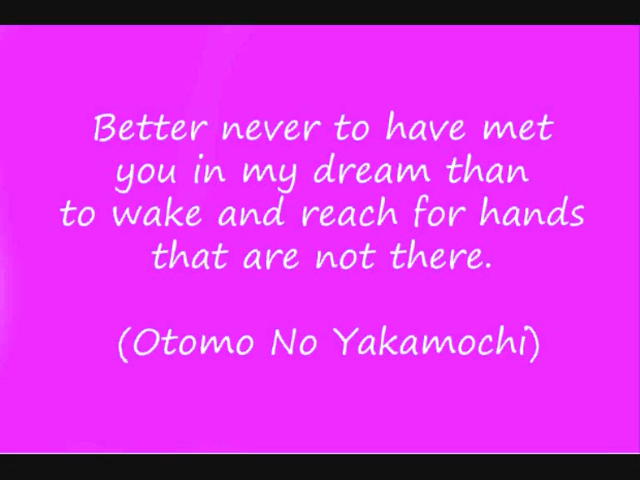 Better never to have met
you in my dream than
to wake and reach for hands
that are not there.
(Otomo No Yakamochi)